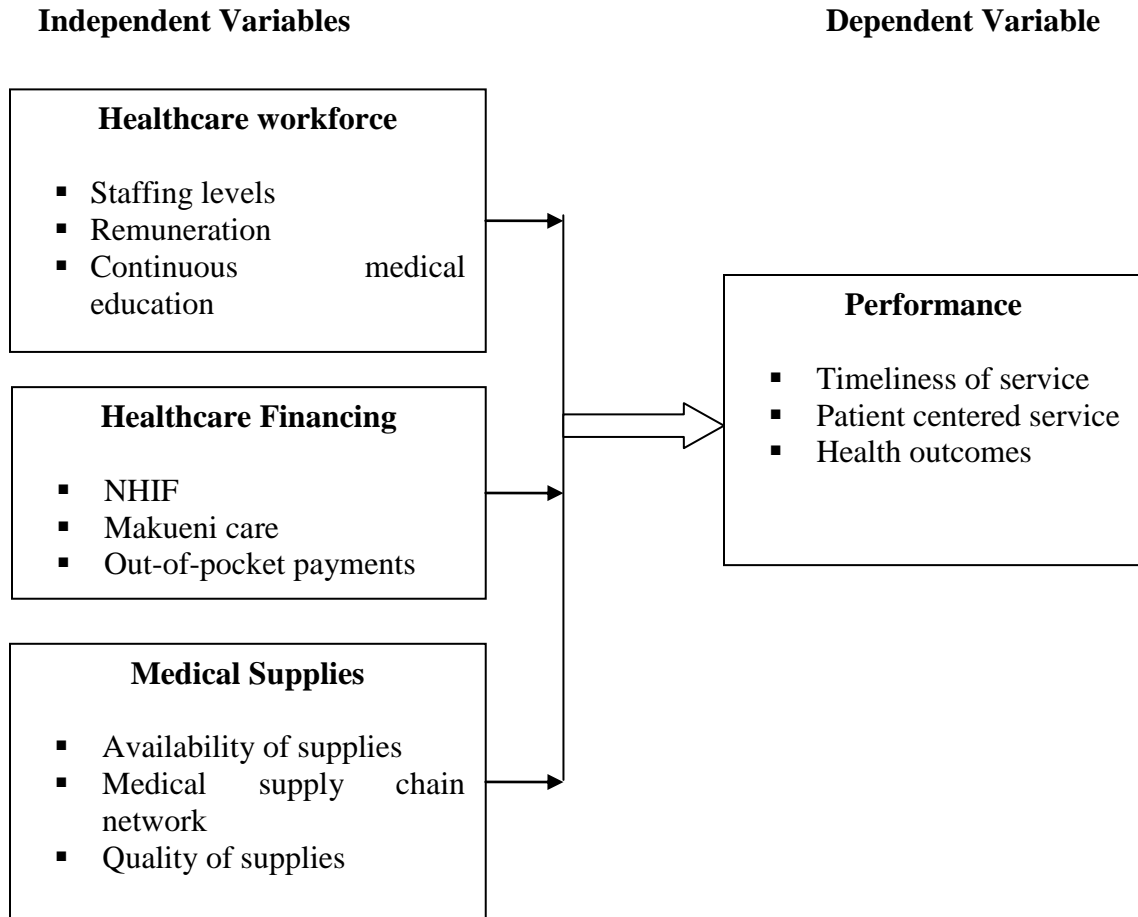 Independent Variables
Dependent Variable
Healthcare workforce
▪ Staffing levels
▪ Remuneration
▪ Continuous medical
education
Healthcare Financing
▪ NHIF
▪ Makueni care
▪ Out-of-pocket payments
Medical Supplies
▪ Availability of supplies
▪ Medical supply chain
network
▪ Quality of supplies
Performance
▪ Timeliness of service
▪ Patient centered service
▪ Health outcomes